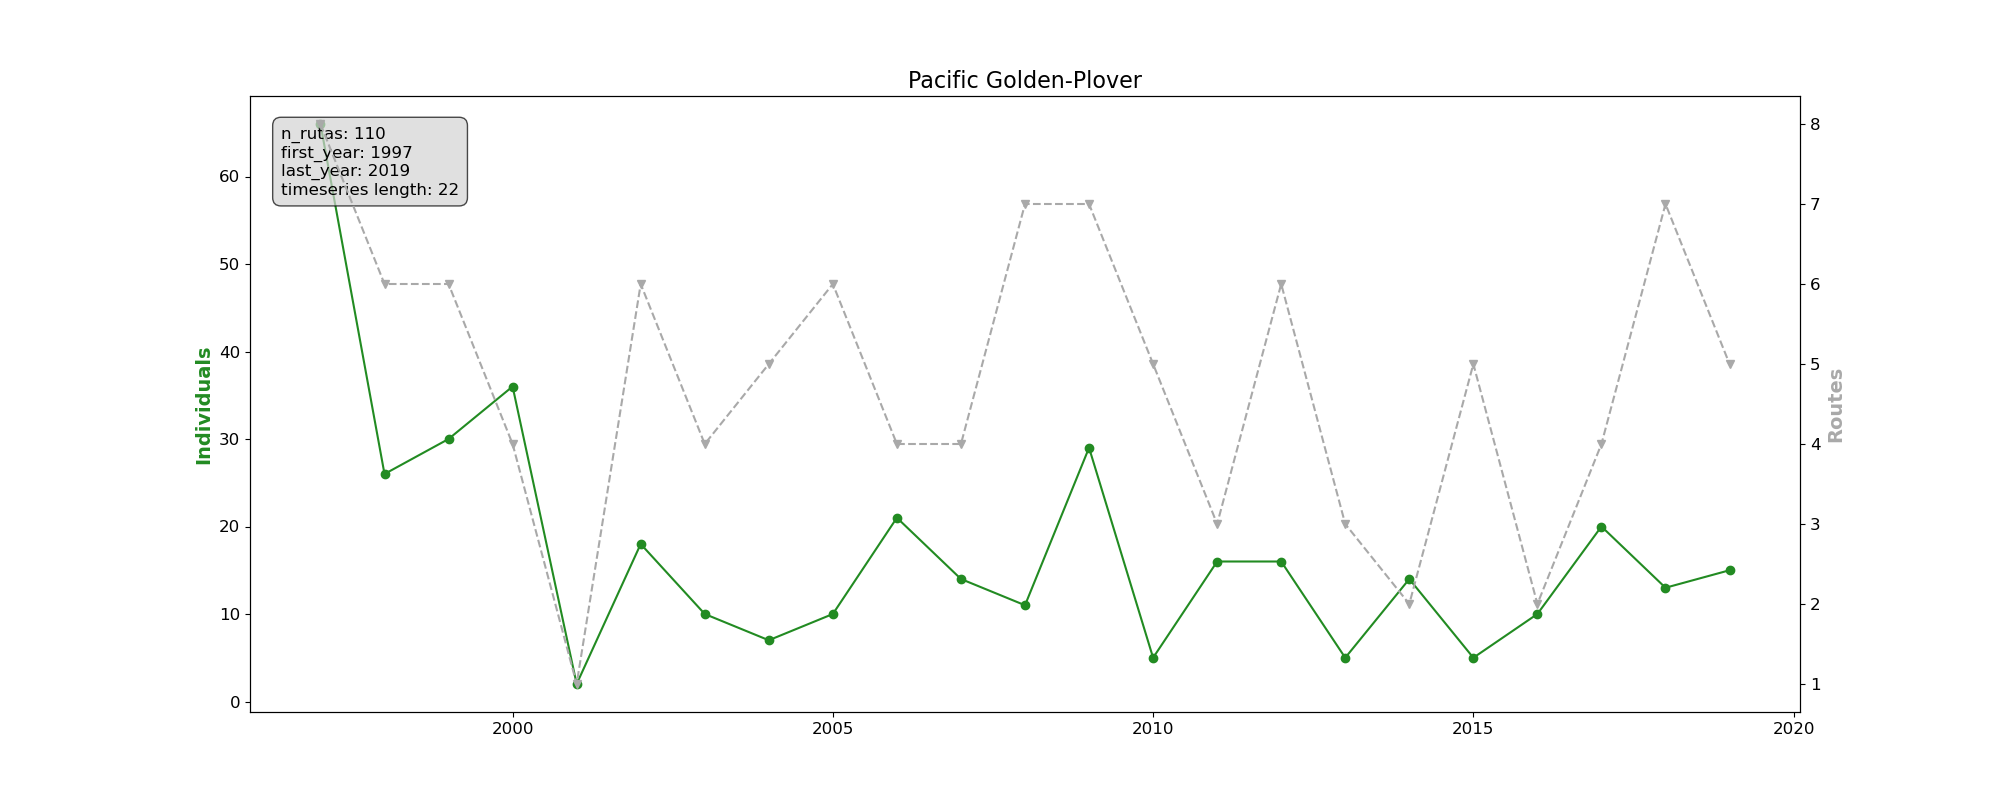 Pacific Golden-Plover
n_rutas: 110
first_year: 1997
last_year: 2019
timeseries length: 22
Individuals
60
50
40
30
20
10
0
8
7
6
5
4
3
2
1
Routes
2000
2005
2010
2015
2020